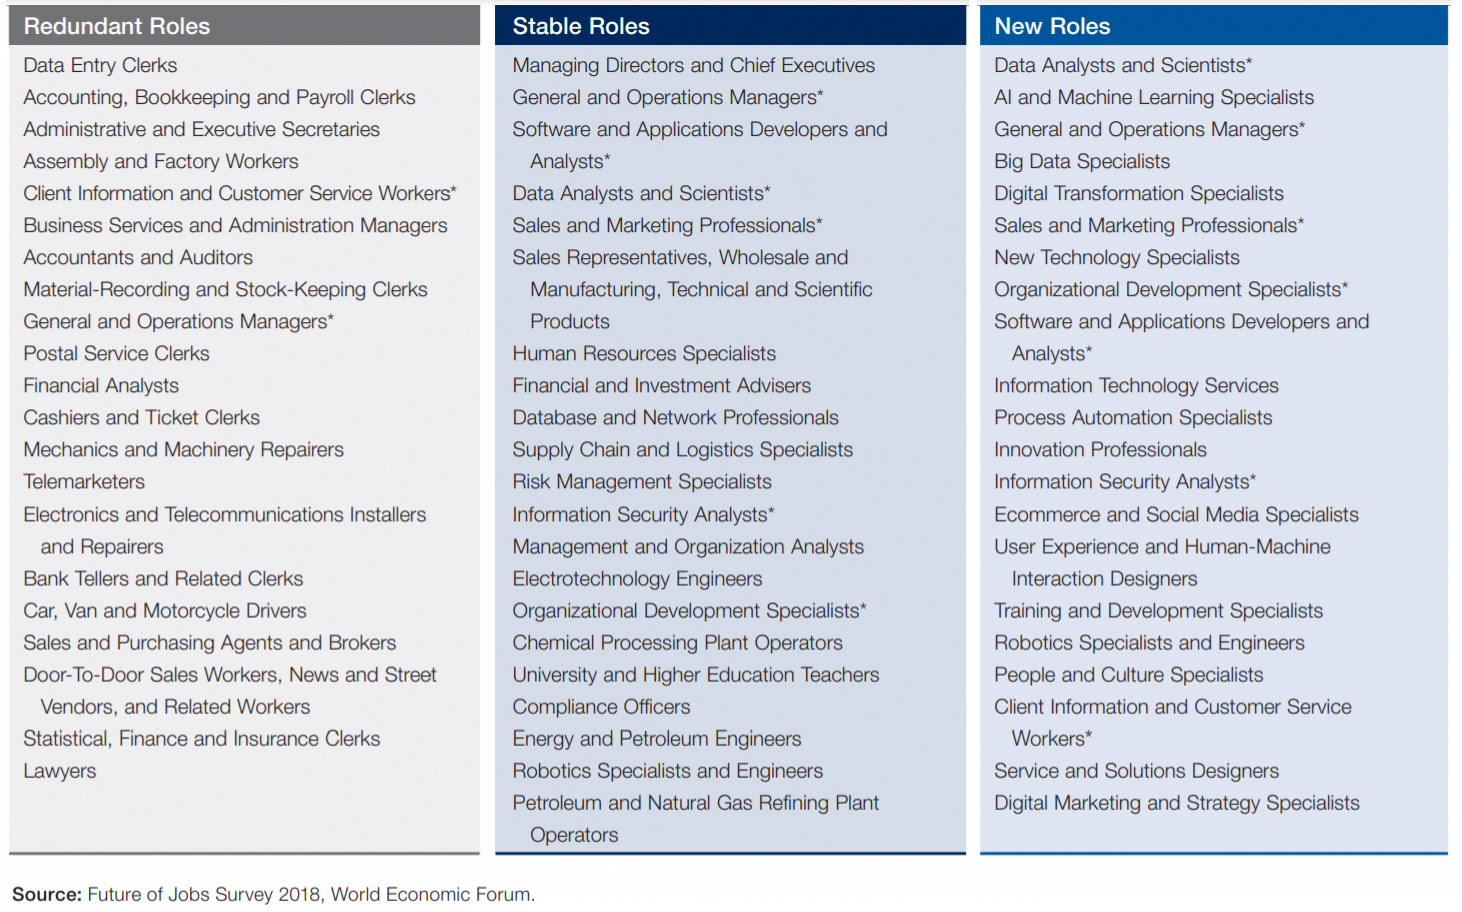 Redundant Roles
Data Entry Clerks
Accounting, Bookkeeping and Payroll Clerks
Administrative and Executive Secretaries
Assembly and Factory Workers
Client Information and Customer Service Workers*
Business Services and Administration Managers
Accountants and Auditors
Material-Recording and Stock-Keeping Clerks
General and Operations Managers*
Postal Service Clerks
Financial Analysts
Cashiers and Ticket Clerks
Mechanics and Machinery Repairers
Telemarketers
Electronics and Telecommunications Installers
and Repairers
Bank Tellers and Related Clerks
Car, Van and Motorcycle Drivers
Sales and Purchasing Agents and Brokers
Door-To-Door Sales Workers, News and Street
Vendors, and Related Workers
Statistical, Finance and Insurance Clerks
Lawyers
Stable Roles
Managing Directors and Chief Executives
General and Operations Managers*
Software and Applications Developers and
Analysts*
Data Analysts and Scientists*
Sales and Marketing Professionals*
Sales Representatives, Wholesale and
Manufacturing, Technical and Scientific
Products
Human Resources Specialists
Financial and Investment Advisers
Database and Network Professionals
Supply Chain and Logistics Specialists
Risk Management Specialists
Information Security Analysts*
Management and Organization Analysts
Electrotechnology Engineers
Organizational Development Specialists*
Chemical Processing Plant Operators
University and Higher Education Teachers
Compliance Officers
Energy and Petroleum Engineers
Robotics Specialists and Engineers
Petroleum and Natural Gas Refining Plant
Operators
New Roles
Data Analysts and Scientists*
AI and Machine Learning Specialists
General and Operations Managers*
Big Data Specialists
Digital Transformation Specialists
Sales and Marketing Professionals*
New Technology Specialists
Organizational Development Specialists*
Software and Applications Developers and
Analysts*
Information Technology Services
Process Automation Specialists
Innovation Professionals
Information Security Analysts*
Ecommerce and Social Media Specialists
User Experience and Human-Machine
Interaction Designers
Training and Development Specialists
Robotics Specialists and Engineers
People and Culture Specialists
Client Information and Customer Service
Workers*
Service and Solutions Designers
Digital Marketing and Strategy Specialists
Source: Future of Jobs Survey 2018, World Economic Forum.